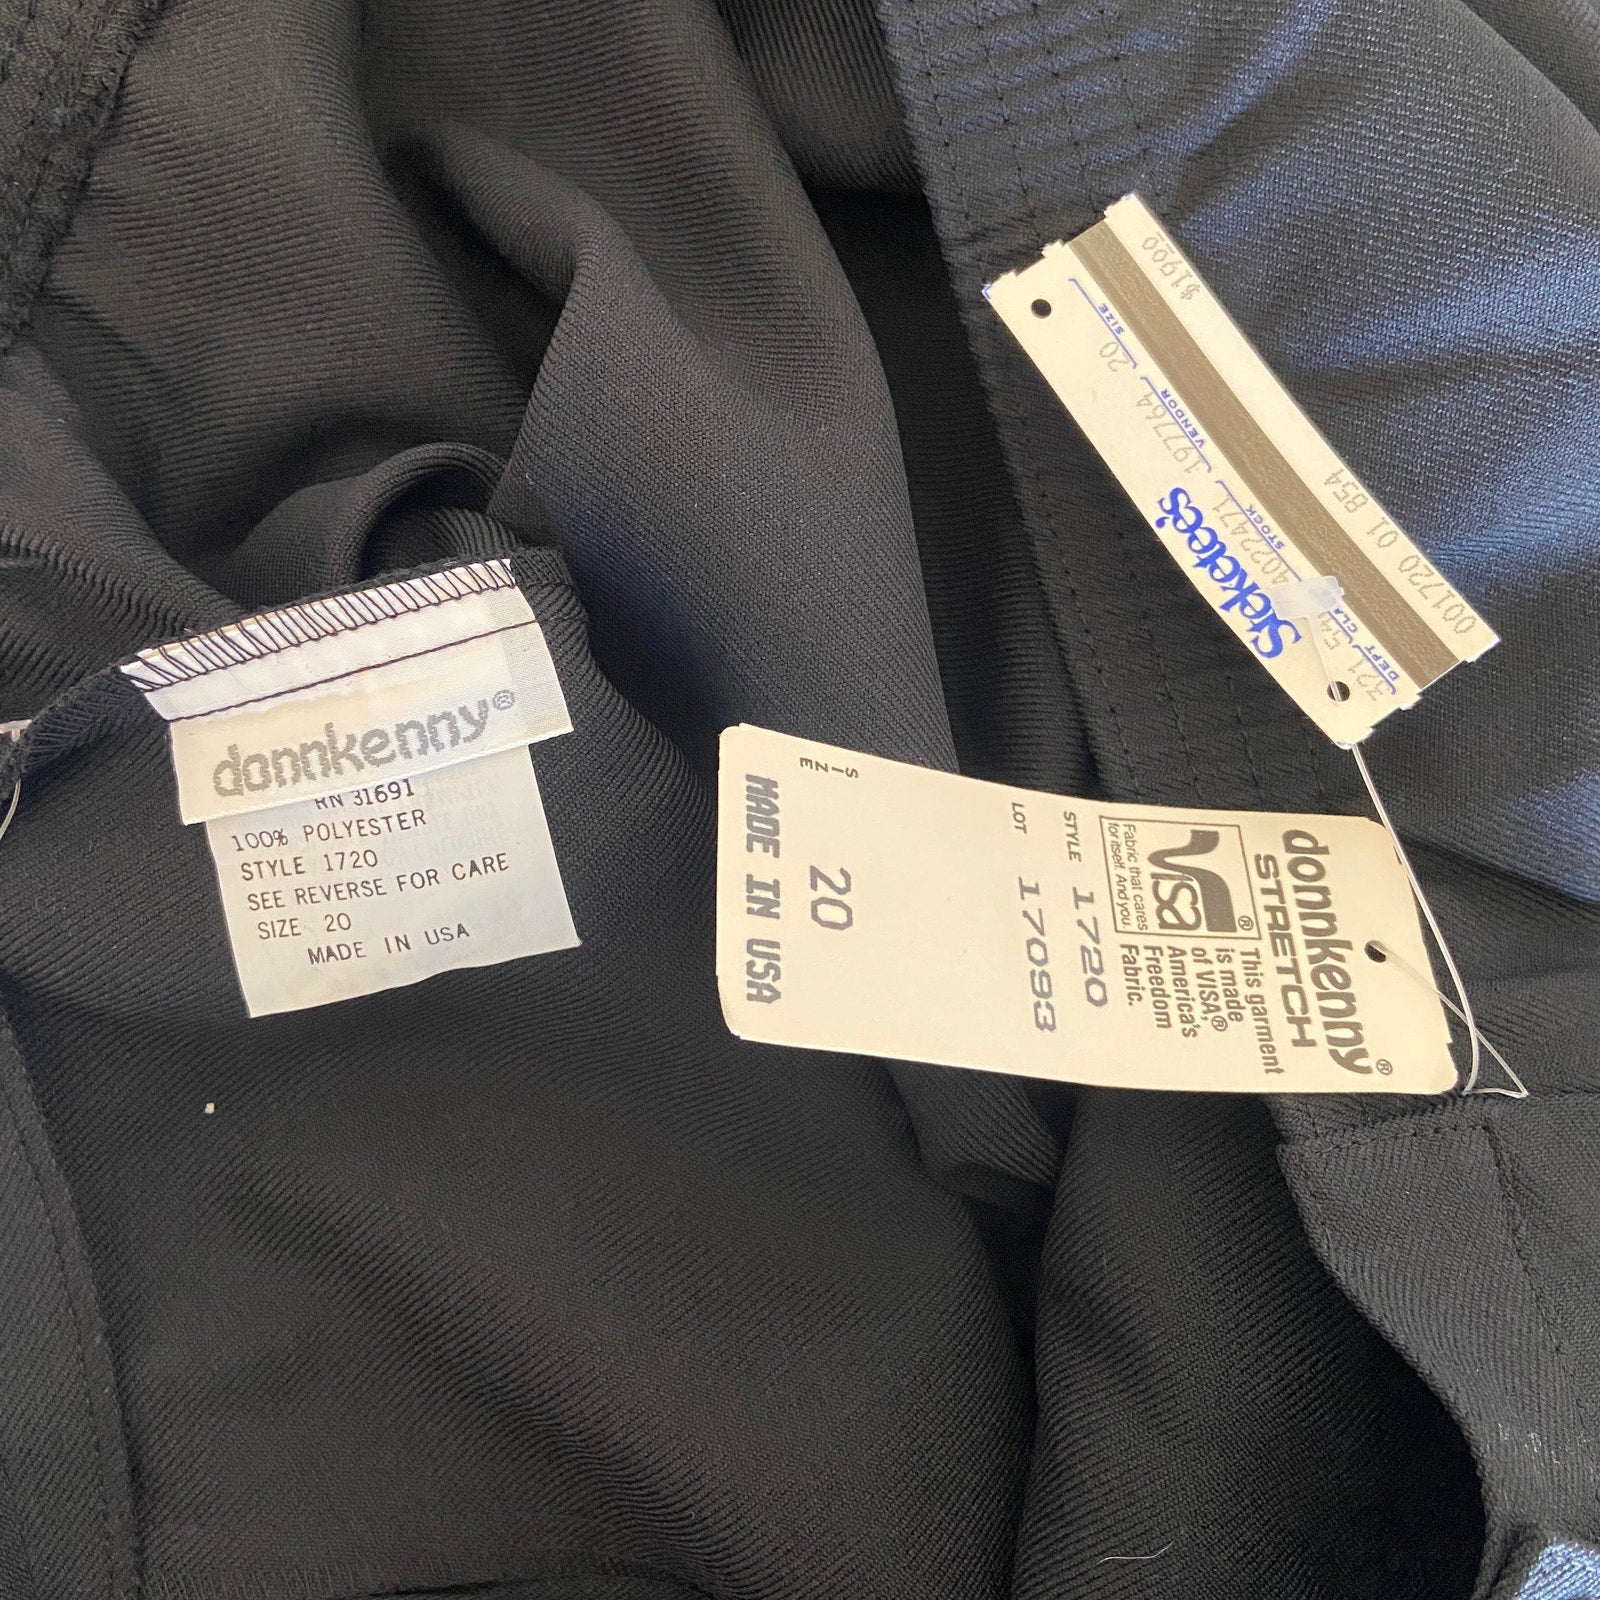 donnkenny®
RN 31691
100% POLYESTER
STYLE 1720
SEE REVERSE FOR CARE
SIZE 20
MADE IN USA
donnkenny®
STRETCH
VISA®
Fabric that cares
for itself. And you.
This garment
is made
of VISA,®
America's
Freedom
Fabric.
STYLE 1720
LOT 17093
SIZE
20
MADE IN USA
Steketee's
DEPT CL
321
STOCK
4022471
VENDOR
197764
SIZE
20
001720 01 854
$1900